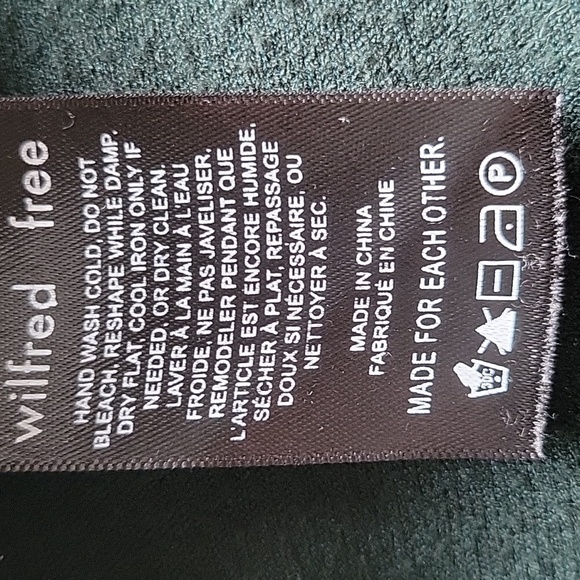 wilfred free
HAND WASH COLD, DO NOT
BLEACH, RESHAPE WHILE DAMP.
DRY FLAT, COOL IRON ONLY IF
NEEDED, OR DRY CLEAN.
LAVER À LA MAIN À L'EAU
FROIDE. NE PAS JAVELISER.
REMODELER PENDANT QUE
L'ARTICLE EST ENCORE HUMIDE.
SÉCHER À PLAT, REPASSAGE
DOUX SI NÉCESSAIRE, OU
NETTOYER À SEC.
MADE IN CHINA
FABRIQUÉ EN CHINE
MADE FOR EACH OTHER.
30C P